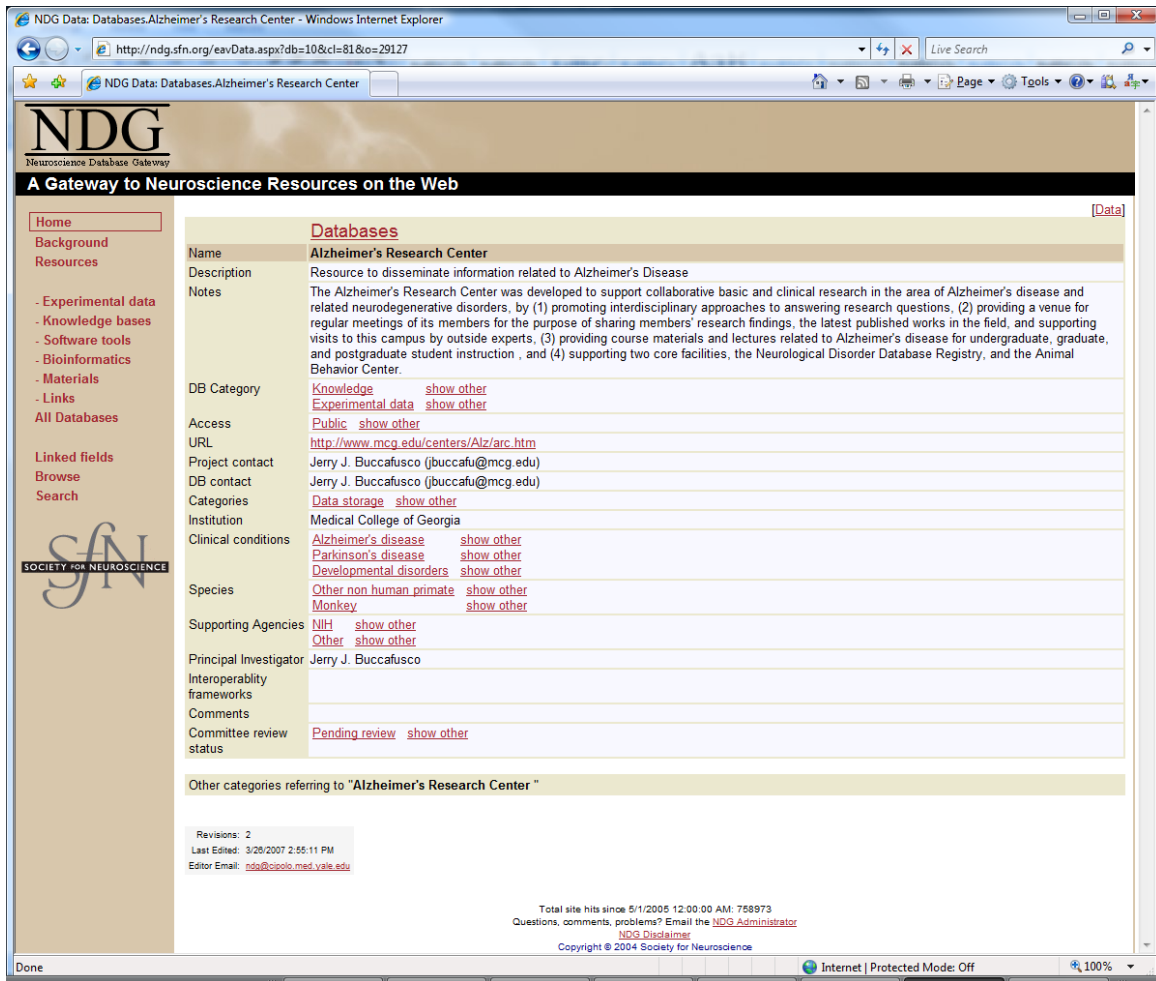 NDG Data: Databases.Alzheimer's Research Center - Windows Internet Explorer
http://ndg.sfn.org/eavData.aspx?db=10&cl=81&o=29127
Live Search
NDG Data: Databases.Alzheimer's Research Center
Page
Tools
NDG
Neuroscience Database Gateway
A Gateway to Neuroscience Resources on the Web
Home
Background
Resources
- Experimental data
- Knowledge bases
- Software tools
- Bioinformatics
- Materials
- Links
All Databases
Linked fields
Browse
Search
SfN
SOCIETY FOR NEUROSCIENCE
[Data]
Databases
Name Alzheimer's Research Center
Description Resource to disseminate information related to Alzheimer's Disease
Notes The Alzheimer's Research Center was developed to support collaborative basic and clinical research in the area of Alzheimer's disease and
related neurodegenerative disorders, by (1) promoting interdisciplinary approaches to answering research questions, (2) providing a venue for
regular meetings of its members for the purpose of sharing members' research findings, the latest published works in the field, and supporting
visits to this campus by outside experts, (3) providing course materials and lectures related to Alzheimer's disease for undergraduate, graduate,
and postgraduate student instruction , and (4) supporting two core facilities, the Neurological Disorder Database Registry, and the Animal
Behavior Center.
DB Category Knowledge show other
Experimental data show other
Access Public show other
URL http://www.mcg.edu/centers/Alz/arc.htm
Project contact Jerry J. Buccafusco (jbuccafu@mcg.edu)
DB contact Jerry J. Buccafusco (jbuccafu@mcg.edu)
Categories Data storage show other
Institution Medical College of Georgia
Clinical conditions Alzheimer's disease show other
Parkinson's disease show other
Developmental disorders show other
Species Other non human primate show other
Monkey show other
Supporting Agencies NIH show other
Other show other
Principal Investigator Jerry J. Buccafusco
Interoperablity
frameworks
Comments
Committee review Pending review show other
status
Other categories referring to "Alzheimer's Research Center "
Revisions: 2
Last Edited: 3/26/2007 2:55:11 PM
Editor Email: ndg@cipolo.med.yale.edu
Total site hits since 5/1/2005 12:00:00 AM: 758973
Questions, comments, problems? Email the NDG Administrator
NDG Disclaimer
Copyright © 2004 Society for Neuroscience
Done
Internet | Protected Mode: Off
100%